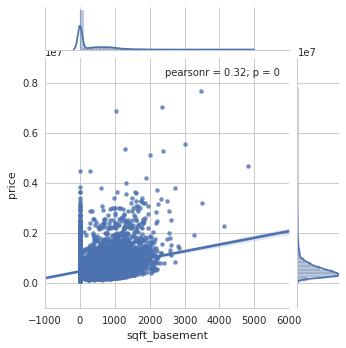 1e7
1e7
pearsonr = 0.32; p = 0
0.8
0.6
0.4
0.2
0.0
price
−1000 0 1000 2000 3000 4000 5000 6000
sqft_basement